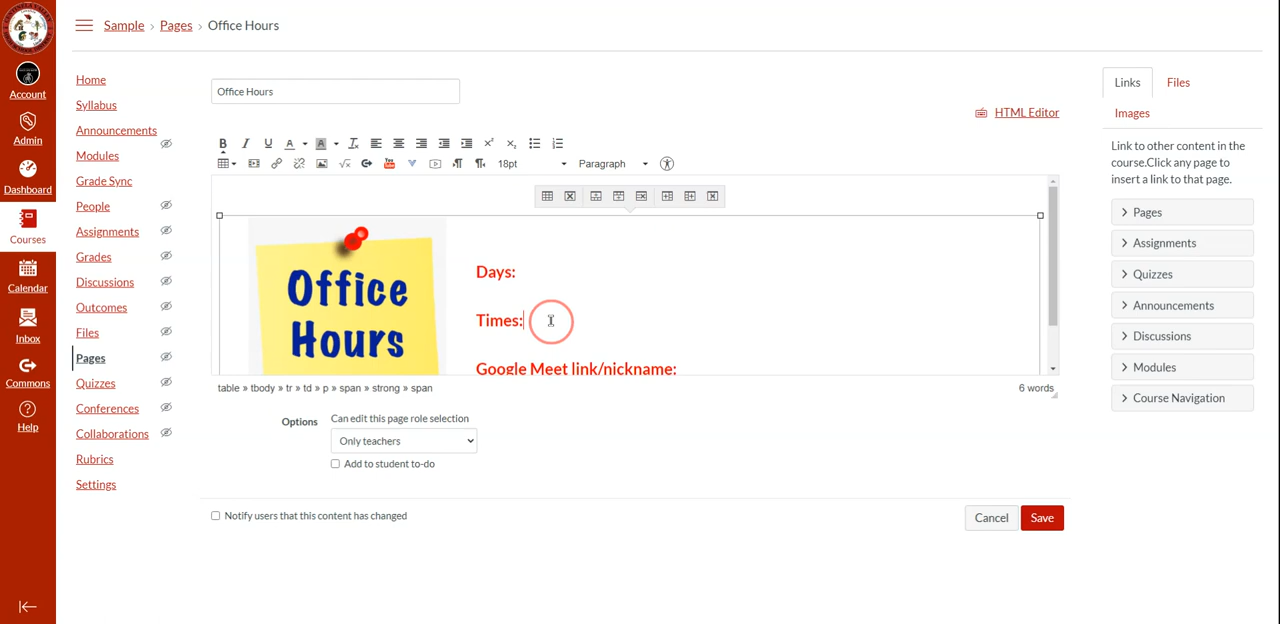 Sample › Pages › Office Hours
Account
Admin
Dashboard
Courses
Calendar
Inbox
Commons
Help
Home
Syllabus
Announcements
Modules
Grade Sync
People
Assignments
Grades
Discussions
Outcomes
Files
Pages
Quizzes
Conferences
Collaborations
Rubrics
Settings
Office Hours
HTML Editor
18pt
Paragraph
Office
Hours
Days:
Times:
Google Meet link/nickname:
table » tbody » tr » td » p » span » strong » span
6 words
Options
Can edit this page role selection
Only teachers
Add to student to-do
Notify users that this content has changed
Cancel
Save
Links
Files
Images
Link to other content in the
course.Click any page to
insert a link to that page.
Pages
Assignments
Quizzes
Announcements
Discussions
Modules
Course Navigation